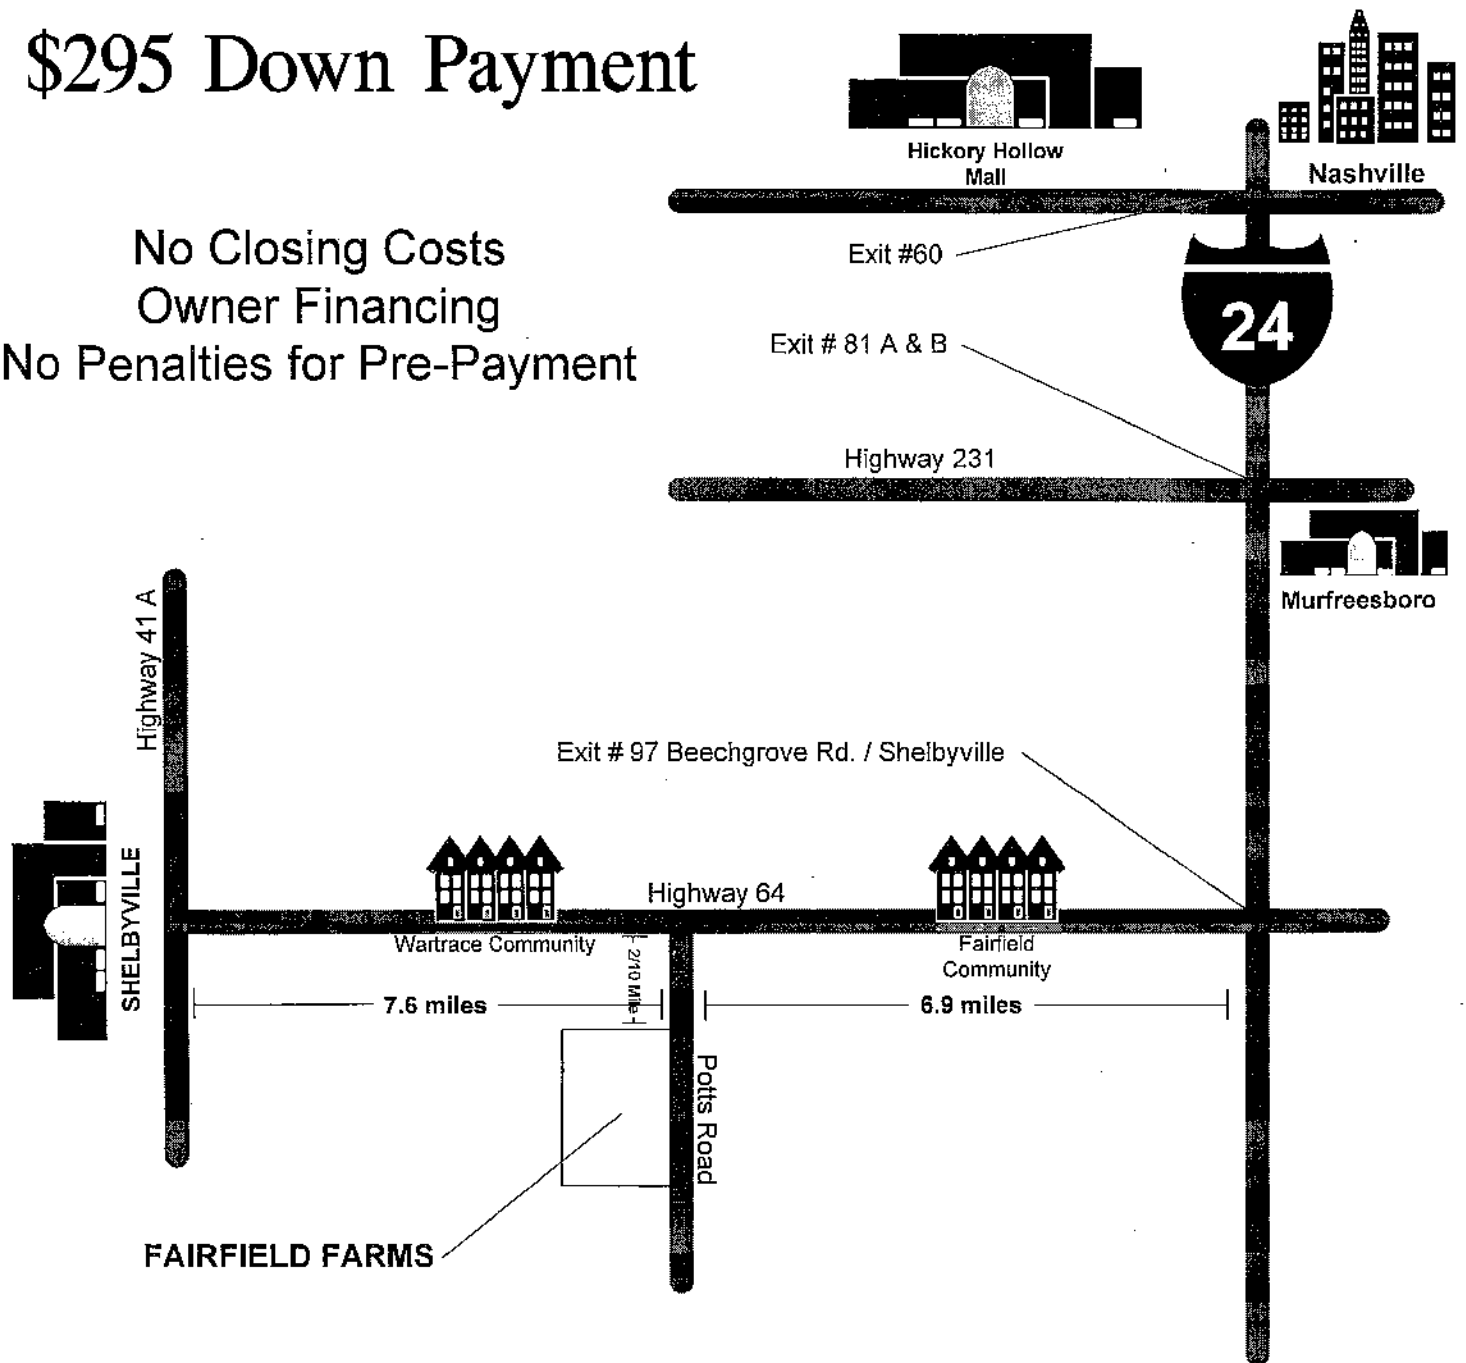 $295 Down Payment
Hickory Hollow
Mall
Nashville
No Closing Costs
Owner Financing
No Penalties for Pre-Payment
Exit #60
24
Exit # 81 A & B
Highway 231
Murfreesboro
Highway 41 A
Exit # 97 Beechgrove Rd. / Shelbyville
SHELBYVILLE
Highway 64
Wartrace Community
Fairfield
Community
2/10 Mile
7.6 miles
6.9 miles
Potts Road
FAIRFIELD FARMS